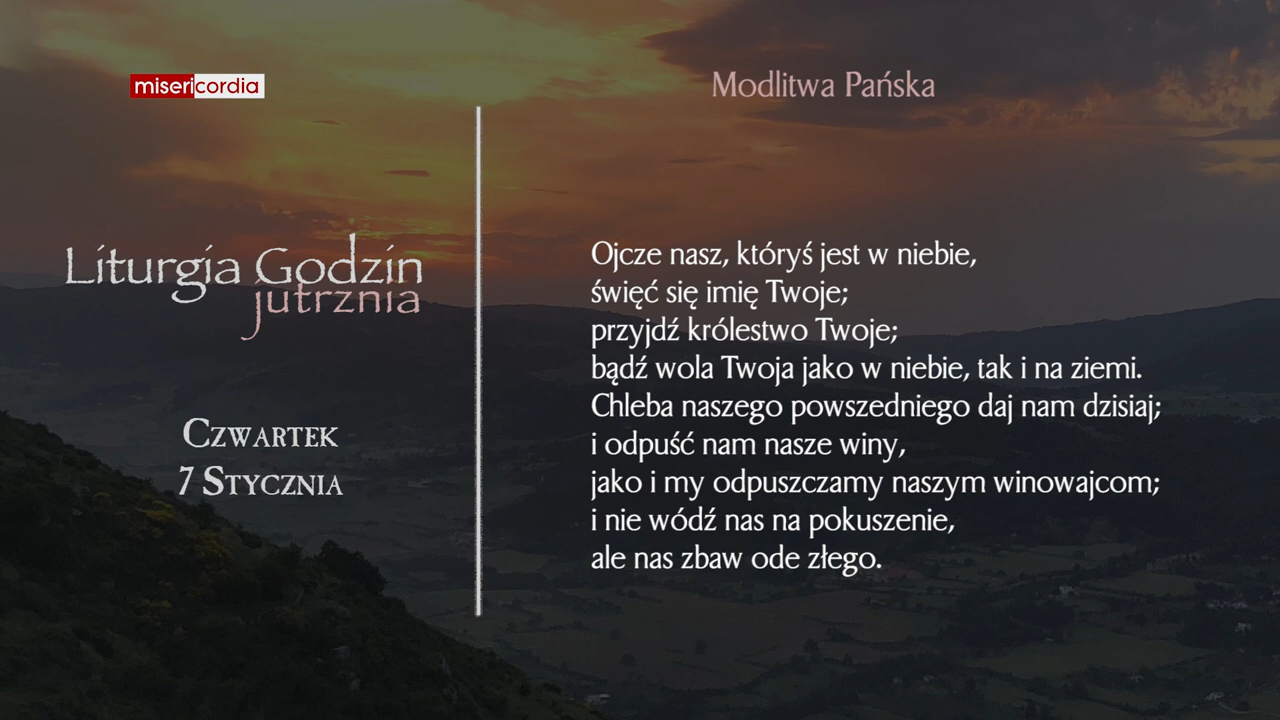 misericordia
Liturgia Godzin
jutrznia
Czwartek
7 Stycznia
Modlitwa Pańska
Ojcze nasz, któryś jest w niebie,
święć się imię Twoje;
przyjdź królestwo Twoje;
bądź wola Twoja jako w niebie, tak i na ziemi.
Chleba naszego powszedniego daj nam dzisiaj;
i odpuść nam nasze winy,
jako i my odpuszczamy naszym winowajcom;
i nie wódź nas na pokuszenie,
ale nas zbaw ode złego.